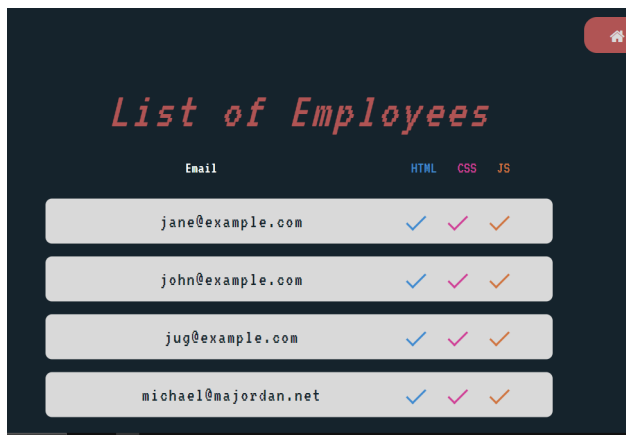 List of Employees
Email HTML CSS JS
jane@example.com
john@example.com
jug@example.com
michael@majordan.net